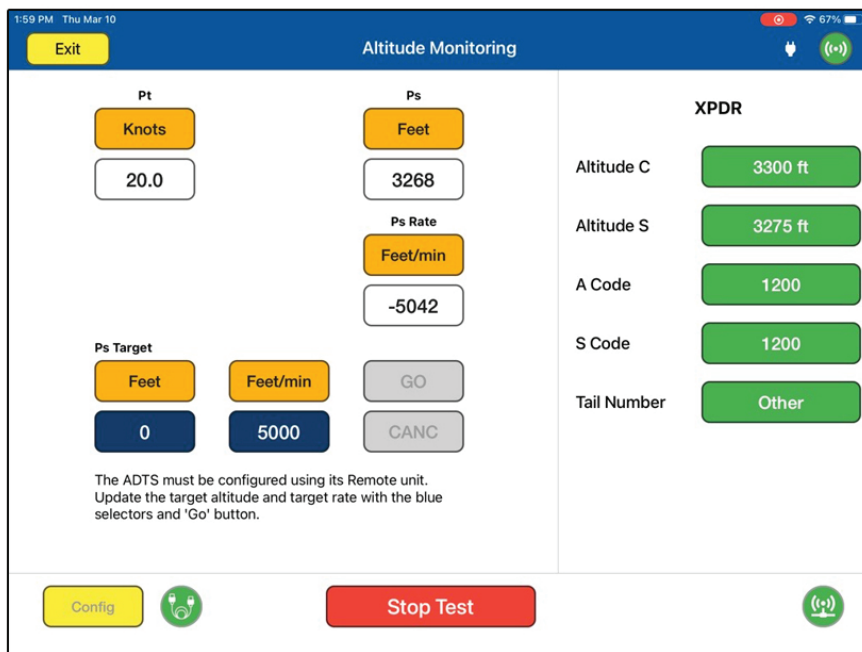 1:59 PM Thu Mar 10
67%
Exit
Altitude Monitoring
Pt
Ps
Knots
Feet
20.0
3268
Ps Rate
Feet/min
-5042
Ps Target
Feet
Feet/min
GO
0
5000
CANC
The ADTS must be configured using its Remote unit.
Update the target altitude and target rate with the blue
selectors and 'Go' button.
XPDR
Altitude C
3300 ft
Altitude S
3275 ft
A Code
1200
S Code
1200
Tail Number
Other
Config
Stop Test